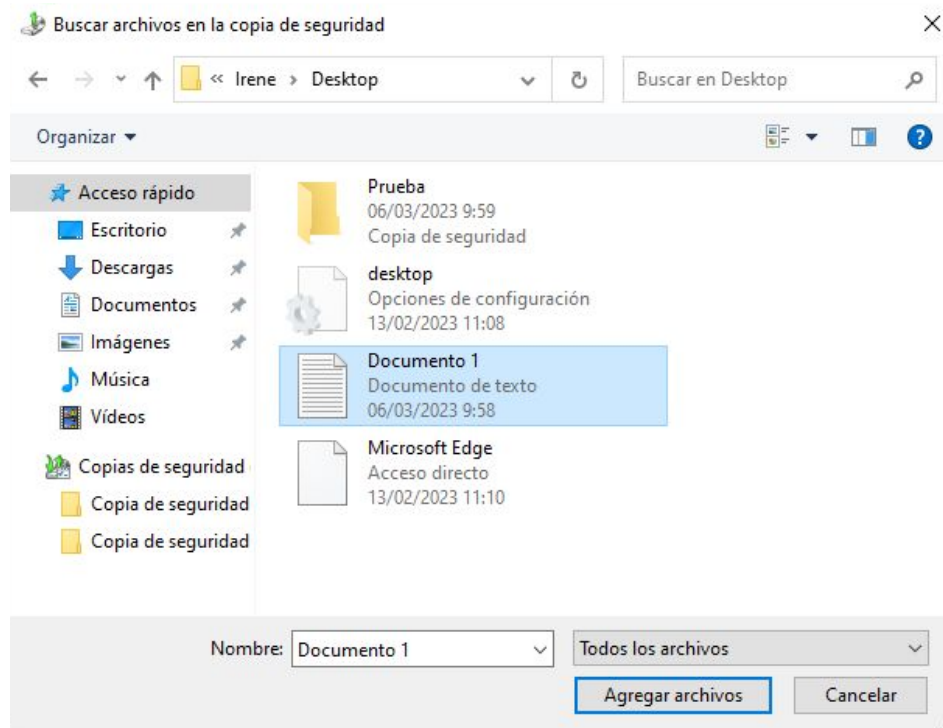 Buscar archivos en la copia de seguridad
« Irene › Desktop
Buscar en Desktop
Organizar
Acceso rápido
Escritorio
Descargas
Documentos
Imágenes
Música
Vídeos
Copias de seguridad
Copia de seguridad
Copia de seguridad
Prueba
06/03/2023 9:59
Copia de seguridad
desktop
Opciones de configuración
13/02/2023 11:08
Documento 1
Documento de texto
06/03/2023 9:58
Microsoft Edge
Acceso directo
13/02/2023 11:10
Nombre: Documento 1
Todos los archivos
Agregar archivos
Cancelar